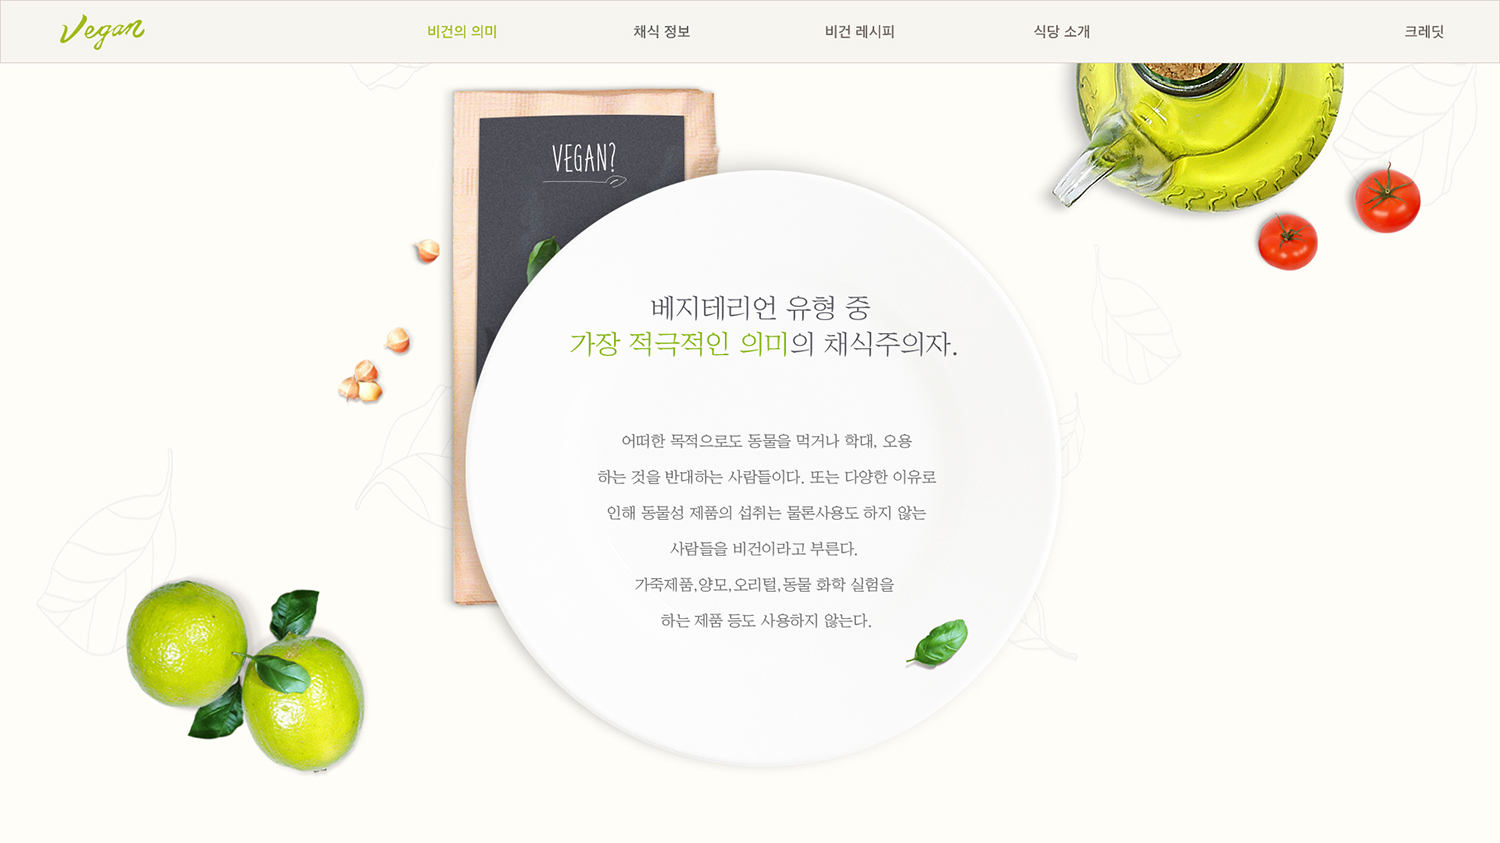 Vegan
비건의 의미
채식 정보
비건 레시피
식당 소개
크레딧
VEGAN?
베지테리언 유형 중
가장 적극적인 의미의 채식주의자.
어떠한 목적으로도 동물을 먹거나 학대, 오용
하는 것을 반대하는 사람들이다. 또는 다양한 이유로
인해 동물성 제품의 섭취는 물론사용도 하지 않는
사람들을 비건이라고 부른다.
가죽제품,양모,오리털,동물 화학 실험을
하는 제품 등도 사용하지 않는다.